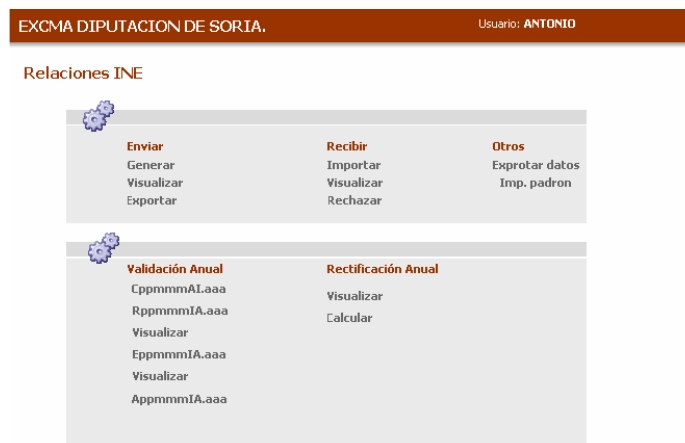 EXCMA DIPUTACION DE SORIA.
Usuario: ANTONIO
Relaciones INE
Enviar
Generar
Visualizar
Exportar
Recibir
Importar
Visualizar
Rechazar
Otros
Exprotar datos
Imp. padron
Validación Anual
CppmmmAI.aaa
RppmmmIA.aaa
Visualizar
EppmmmIA.aaa
Visualizar
AppmmmIA.aaa
Rectificación Anual
Visualizar
Calcular